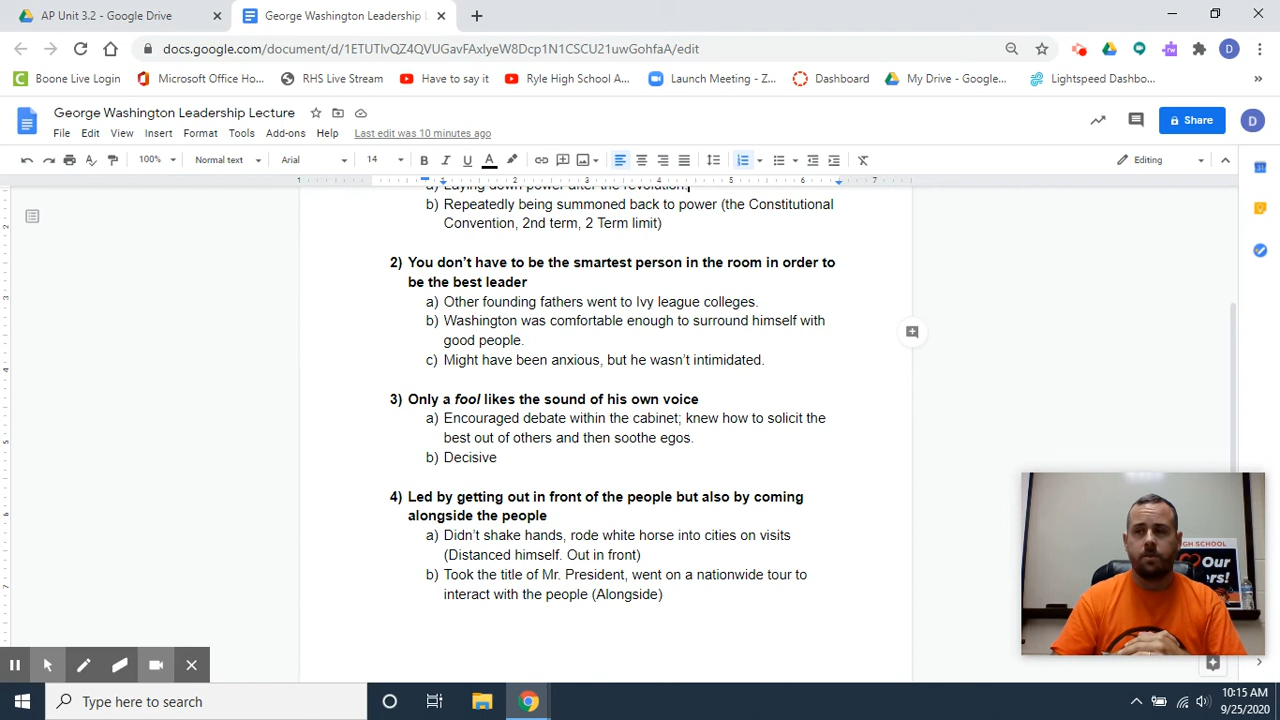 AP Unit 3.2 - Google Drive
George Washington Leadership L
docs.google.com/document/d/1ETUTIvQZ4QVUGavFAxIyeW8Dcp1N1CSCU21uwGohfaA/edit
Boone Live Login
Microsoft Office Ho...
RHS Live Stream
Have to say it
Ryle High School A...
Launch Meeting - Z...
Dashboard
My Drive - Google...
Lightspeed Dashbo...
George Washington Leadership Lecture
File Edit View Insert Format Tools Add-ons Help Last edit was 10 minutes ago
Share
D
100% Normal text Arial 14 Editing
a) Laying down power after the revolution.
b) Repeatedly being summoned back to power (the Constitutional
Convention, 2nd term, 2 Term limit)
2) You don't have to be the smartest person in the room in order to
be the best leader
a) Other founding fathers went to Ivy league colleges.
b) Washington was comfortable enough to surround himself with
good people.
c) Might have been anxious, but he wasn't intimidated.
3) Only a fool likes the sound of his own voice
a) Encouraged debate within the cabinet; knew how to solicit the
best out of others and then soothe egos.
b) Decisive
4) Led by getting out in front of the people but also by coming
alongside the people
a) Didn't shake hands, rode white horse into cities on visits
(Distanced himself. Out in front)
b) Took the title of Mr. President, went on a nationwide tour to
interact with the people (Alongside)
GH SCHOOL
Our
Type here to search
10:15 AM
9/25/2020